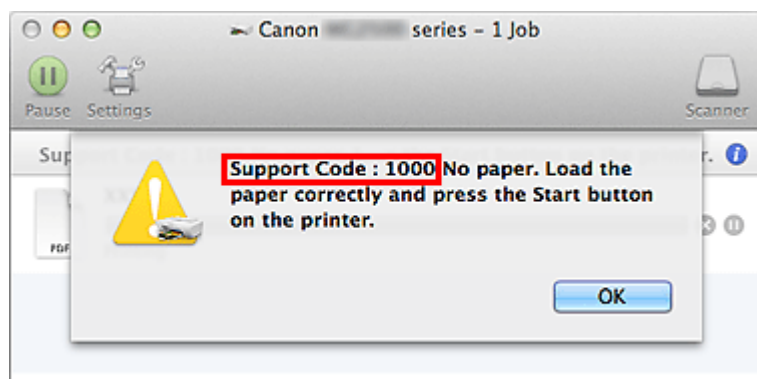 Canon series – 1 Job
Pause Settings Scanner
Sup r.
Support Code : 1000 No paper. Load the
paper correctly and press the Start button
on the printer.
PDF
OK